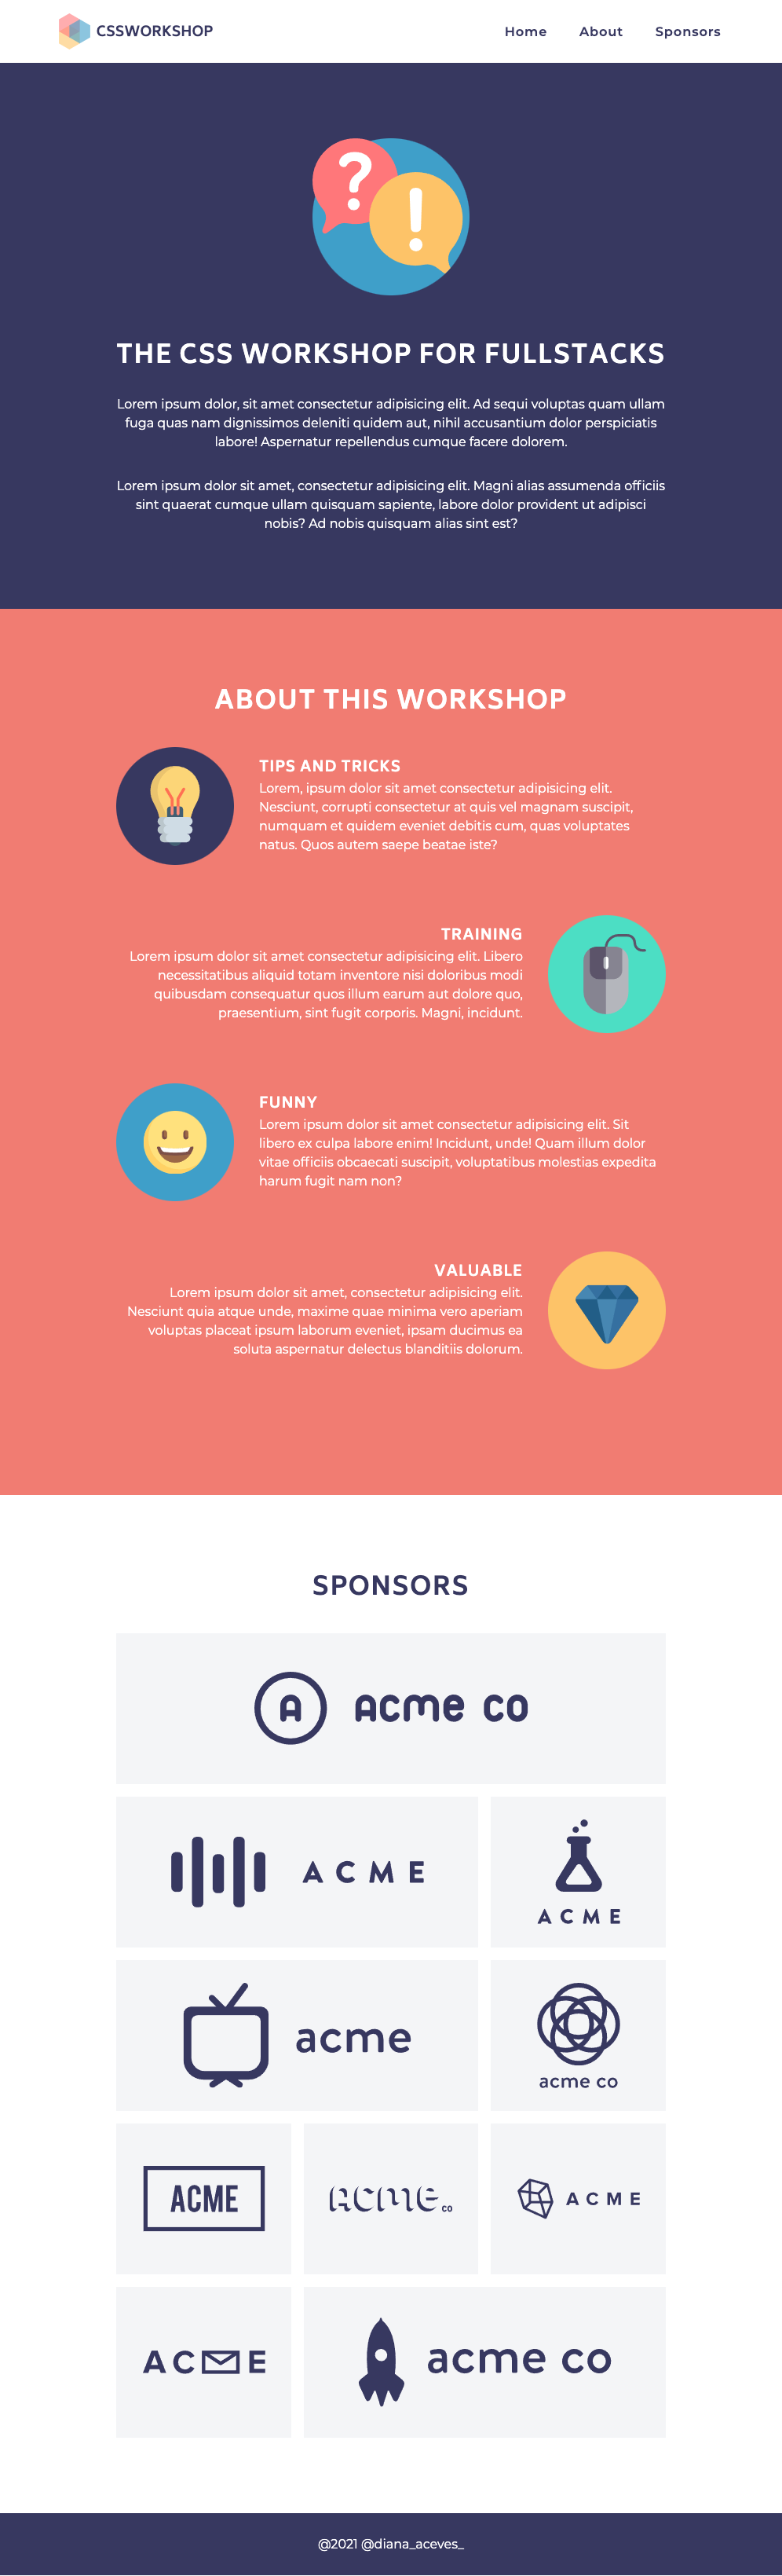 CSSWORKSHOP
Home About Sponsors
?
!
THE CSS WORKSHOP FOR FULLSTACKS
Lorem ipsum dolor, sit amet consectetur adipisicing elit. Ad sequi voluptas quam ullam
fuga quas nam dignissimos deleniti quidem aut, nihil accusantium dolor perspiciatis
labore! Aspernatur repellendus cumque facere dolorem.
Lorem ipsum dolor sit amet, consectetur adipisicing elit. Magni alias assumenda officiis
sint quaerat cumque ullam quisquam sapiente, labore dolor provident ut adipisci
nobis? Ad nobis quisquam alias sint est?
ABOUT THIS WORKSHOP
TIPS AND TRICKS
Lorem, ipsum dolor sit amet consectetur adipisicing elit.
Nesciunt, corrupti consectetur at quis vel magnam suscipit,
numquam et quidem eveniet debitis cum, quas voluptates
natus. Quos autem saepe beatae iste?
TRAINING
Lorem ipsum dolor sit amet consectetur adipisicing elit. Libero
necessitatibus aliquid totam inventore nisi doloribus modi
quibusdam consequatur quos illum earum aut dolore quo,
praesentium, sint fugit corporis. Magni, incidunt.
FUNNY
Lorem ipsum dolor sit amet consectetur adipisicing elit. Sit
libero ex culpa labore enim! Incidunt, unde! Quam illum dolor
vitae officiis obcaecati suscipit, voluptatibus molestias expedita
harum fugit nam non?
VALUABLE
Lorem ipsum dolor sit amet, consectetur adipisicing elit.
Nesciunt quia atque unde, maxime quae minima vero aperiam
voluptas placeat ipsum laborum eveniet, ipsam ducimus ea
soluta aspernatur delectus blanditiis dolorum.
SPONSORS
A acme co
ACME
ACME
acme
acme co
ACME
acme co
ACME
ACME
acme co
@2021 @diana_aceves_